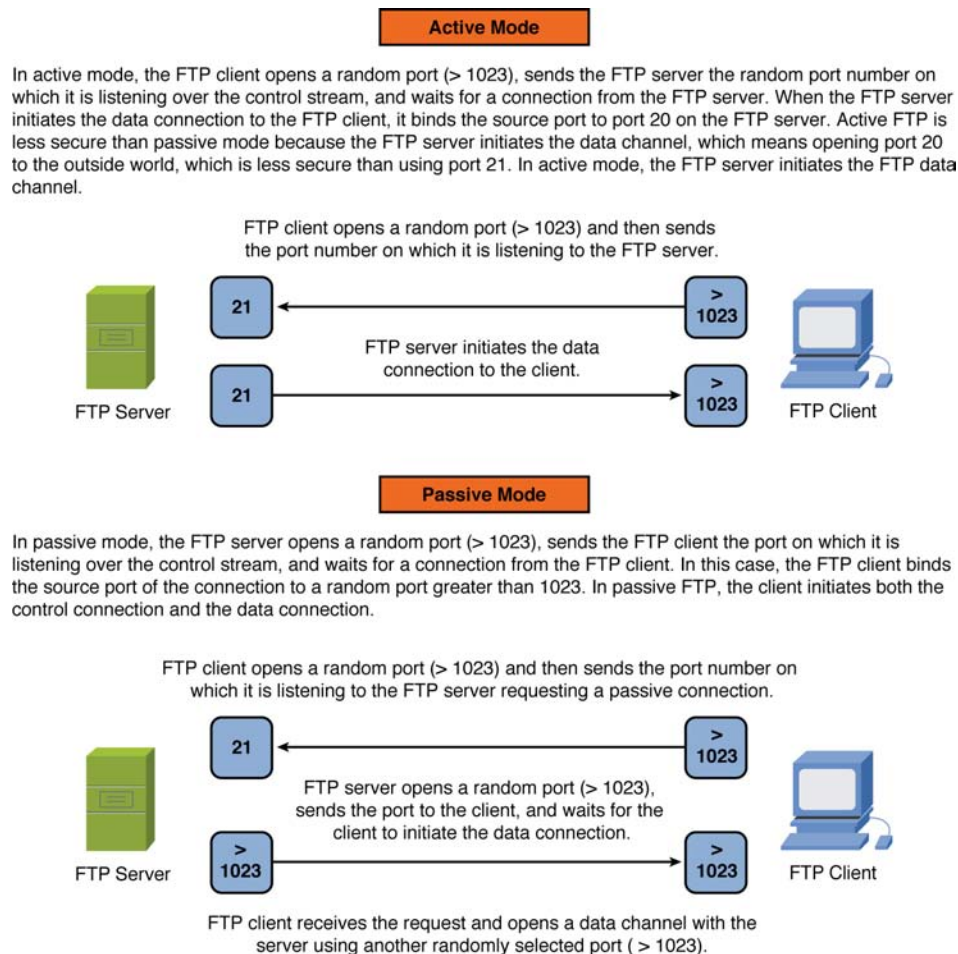 Active Mode
In active mode, the FTP client opens a random port (> 1023), sends the FTP server the random port number on
which it is listening over the control stream, and waits for a connection from the FTP server. When the FTP server
initiates the data connection to the FTP client, it binds the source port to port 20 on the FTP server. Active FTP is
less secure than passive mode because the FTP server initiates the data channel, which means opening port 20
to the outside world, which is less secure than using port 21. In active mode, the FTP server initiates the FTP data
channel.
FTP client opens a random port (> 1023) and then sends
the port number on which it is listening to the FTP server.
21
>
1023
FTP server initiates the data
connection to the client.
21
>
1023
FTP Server
FTP Client
Passive Mode
In passive mode, the FTP server opens a random port (> 1023), sends the FTP client the port on which it is
listening over the control stream, and waits for a connection from the FTP client. In this case, the FTP client binds
the source port of the connection to a random port greater than 1023. In passive FTP, the client initiates both the
control connection and the data connection.
FTP client opens a random port (> 1023) and then sends the port number on
which it is listening to the FTP server requesting a passive connection.
21
>
1023
FTP server opens a random port (> 1023),
sends the port to the client, and waits for the
client to initiate the data connection.
>
1023
>
1023
FTP Server
FTP Client
FTP client receives the request and opens a data channel with the
server using another randomly selected port ( > 1023).